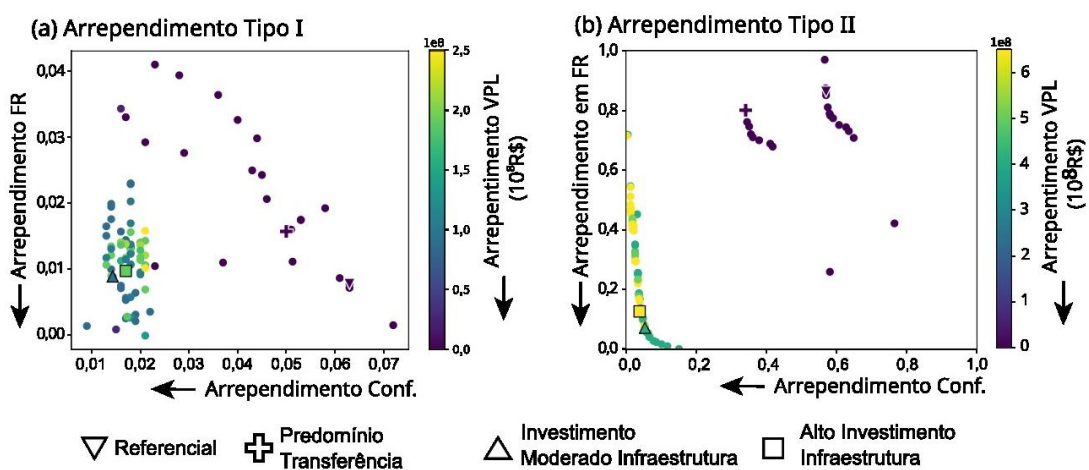 (a) Arrependimento Tipo I
1e8
2,5
2,0
1,5
1,0
0,5
0,0
Arrependimento VPL
(10⁸R$)
0,04
0,03
0,02
0,01
0,00
Arrependimento FR
0,01 0,02 0,03 0,04 0,05 0,06 0,07
Arrependimento Conf.
(b) Arrependimento Tipo II
1e8
6
5
4
3
2
1
0
Arrepentimento VPL
(10⁸R$)
1,0
0,8
0,6
0,4
0,2
0,0
Arrependimento em FR
0,0 0,2 0,4 0,6 0,8 1,0
Arrependimento Conf.
Referencial
Predomínio
Transferência
Investimento
Moderado Infraestrutura
Alto Investimento
Infraestrutura